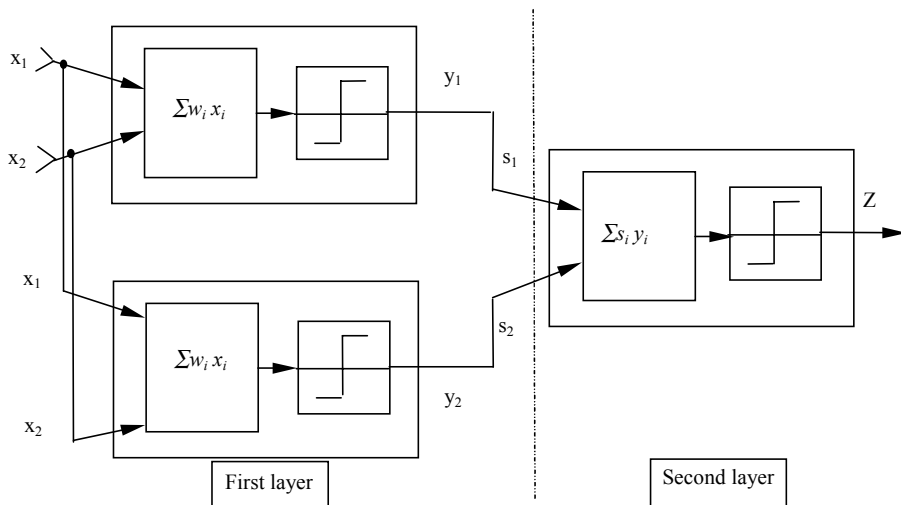 x₁
x₂
Σwᵢ xᵢ
y₁
s₁
x₁
x₂
Σwᵢ xᵢ
y₂
s₂
Σsᵢ yᵢ
Z
First layer
Second layer